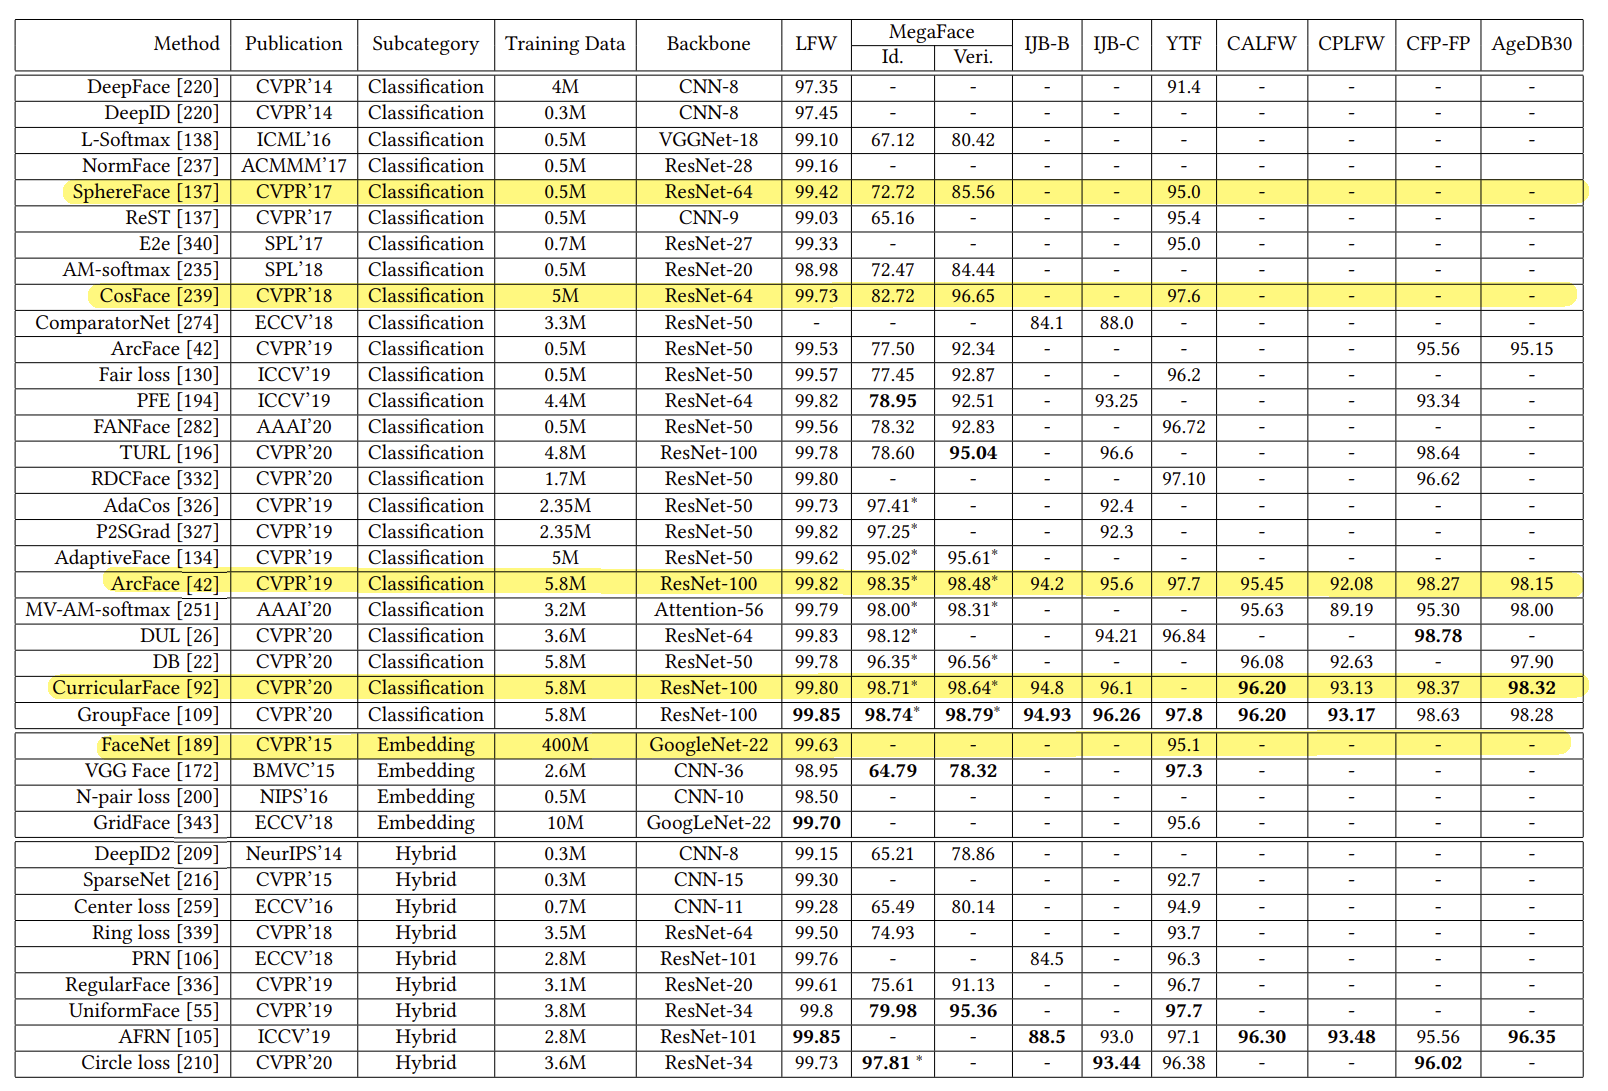 Method Publication Subcategory Training Data Backbone LFW MegaFace IJB-B IJB-C YTF CALFW CPLFW CFP-FP AgeDB30
Id. Veri.
DeepFace [220] CVPR’14 Classification 4M CNN-8 97.35 - - - - 91.4 - - - -
DeepID [220] CVPR’14 Classification 0.3M CNN-8 97.45 - - - - - - - - -
L-Softmax [138] ICML’16 Classification 0.5M VGGNet-18 99.10 67.12 80.42 - - - - - - -
NormFace [237] ACMMM’17 Classification 0.5M ResNet-28 99.16 - - - - - - - - -
SphereFace [137] CVPR’17 Classification 0.5M ResNet-64 99.42 72.72 85.56 - - 95.0 - - - -
ReST [137] CVPR’17 Classification 0.5M CNN-9 99.03 65.16 - - - 95.4 - - - -
E2e [340] SPL’17 Classification 0.7M ResNet-27 99.33 - - - - 95.0 - - - -
AM-softmax [235] SPL’18 Classification 0.5M ResNet-20 98.98 72.47 84.44 - - - - - - -
CosFace [239] CVPR’18 Classification 5M ResNet-64 99.73 82.72 96.65 - - 97.6 - - - -
ComparatorNet [274] ECCV’18 Classification 3.3M ResNet-50 - - - 84.1 88.0 - - - - -
ArcFace [42] CVPR’19 Classification 0.5M ResNet-50 99.53 77.50 92.34 - - - - - 95.56 95.15
Fair loss [130] ICCV’19 Classification 0.5M ResNet-50 99.57 77.45 92.87 - - 96.2 - - - -
PFE [194] ICCV’19 Classification 4.4M ResNet-64 99.82 78.95 92.51 - 93.25 - - - 93.34 -
FANFace [282] AAAI’20 Classification 0.5M ResNet-50 99.56 78.32 92.83 - - 96.72 - - - -
TURL [196] CVPR’20 Classification 4.8M ResNet-100 99.78 78.60 95.04 - 96.6 - - - 98.64 -
RDCFace [332] CVPR’20 Classification 1.7M ResNet-50 99.80 - - - - 97.10 - - 96.62 -
AdaCos [326] CVPR’19 Classification 2.35M ResNet-50 99.73 97.41* - - 92.4 - - - - -
P2SGrad [327] CVPR’19 Classification 2.35M ResNet-50 99.82 97.25* - - 92.3 - - - - -
AdaptiveFace [134] CVPR’19 Classification 5M ResNet-50 99.62 95.02* 95.61* - - - - - - -
ArcFace [42] CVPR’19 Classification 5.8M ResNet-100 99.82 98.35* 98.48* 94.2 95.6 97.7 95.45 92.08 98.27 98.15
MV-AM-softmax [251] AAAI’20 Classification 3.2M Attention-56 99.79 98.00* 98.31* - - - 95.63 89.19 95.30 98.00
DUL [26] CVPR’20 Classification 3.6M ResNet-64 99.83 98.12* - - 94.21 96.84 - - 98.78 -
DB [22] CVPR’20 Classification 5.8M ResNet-50 99.78 96.35* 96.56* - - - 96.08 92.63 - 97.90
CurricularFace [92] CVPR’20 Classification 5.8M ResNet-100 99.80 98.71* 98.64* 94.8 96.1 - 96.20 93.13 98.37 98.32
GroupFace [109] CVPR’20 Classification 5.8M ResNet-100 99.85 98.74* 98.79* 94.93 96.26 97.8 96.20 93.17 98.63 98.28
FaceNet [189] CVPR’15 Embedding 400M GoogleNet-22 99.63 - - - - 95.1 - - - -
VGG Face [172] BMVC’15 Embedding 2.6M CNN-36 98.95 64.79 78.32 - - 97.3 - - - -
N-pair loss [200] NIPS’16 Embedding 0.5M CNN-10 98.50 - - - - - - - - -
GridFace [343] ECCV’18 Embedding 10M GoogLeNet-22 99.70 - - - - 95.6 - - - -
DeepID2 [209] NeurIPS’14 Hybrid 0.3M CNN-8 99.15 65.21 78.86 - - - - - - -
SparseNet [216] CVPR’15 Hybrid 0.3M CNN-15 99.30 - - - - 92.7 - - - -
Center loss [259] ECCV’16 Hybrid 0.7M CNN-11 99.28 65.49 80.14 - - 94.9 - - - -
Ring loss [339] CVPR’18 Hybrid 3.5M ResNet-64 99.50 74.93 - - - 93.7 - - - -
PRN [106] ECCV’18 Hybrid 2.8M ResNet-101 99.76 - - 84.5 - 96.3 - - - -
RegularFace [336] CVPR’19 Hybrid 3.1M ResNet-20 99.61 75.61 91.13 - - 96.7 - - - -
UniformFace [55] CVPR’19 Hybrid 3.8M ResNet-34 99.8 79.98 95.36 - - 97.7 - - - -
AFRN [105] ICCV’19 Hybrid 2.8M ResNet-101 99.85 - - 88.5 93.0 97.1 96.30 93.48 95.56 96.35
Circle loss [210] CVPR’20 Hybrid 3.6M ResNet-34 99.73 97.81 * - - 93.44 96.38 - - 96.02 -